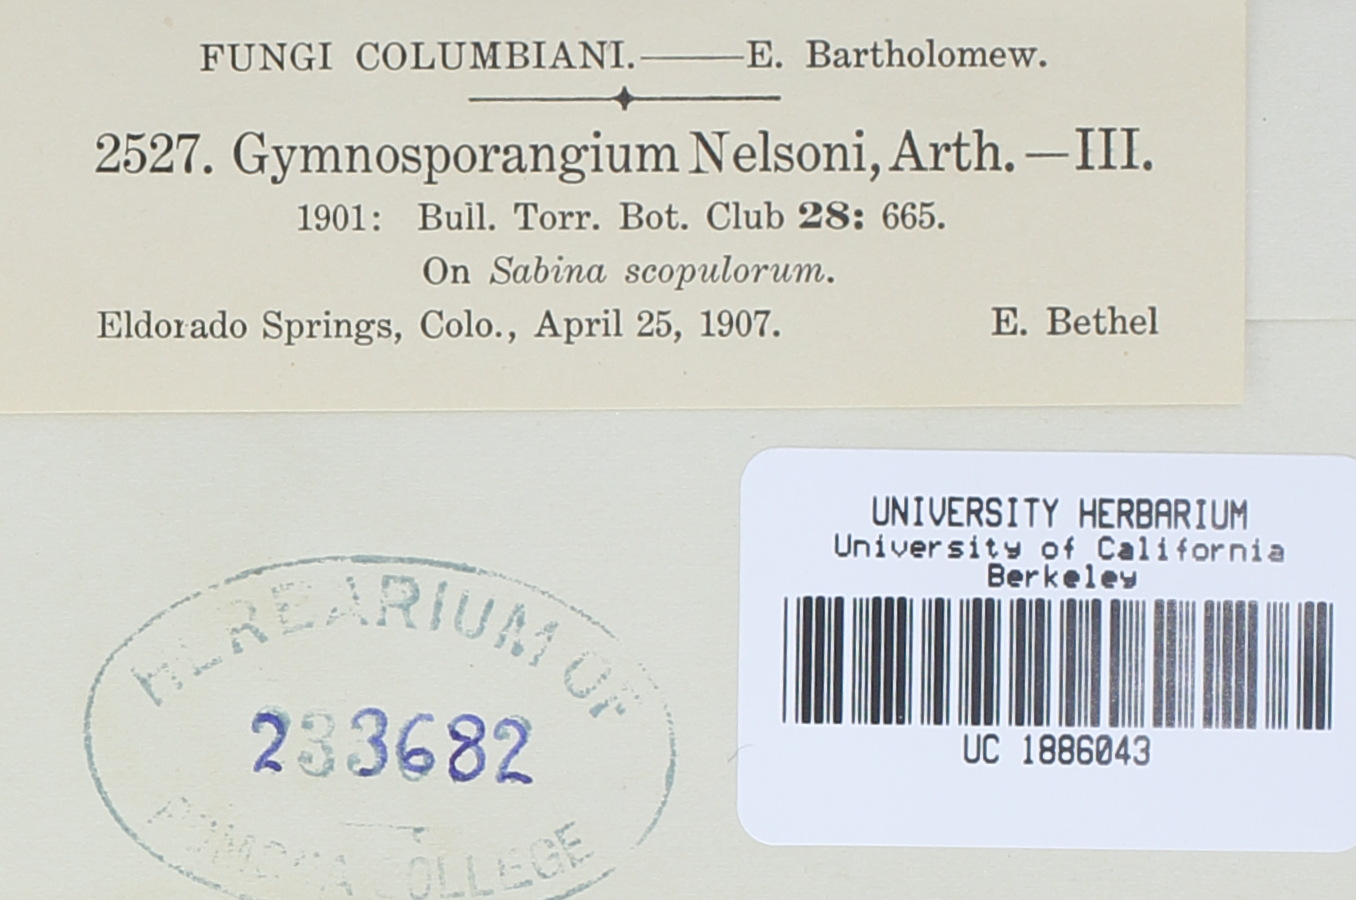 FUNGI COLUMBIANI.——E. Bartholomew.
2527. Gymnosporangium Nelsoni, Arth.—III.
1901: Bull. Torr. Bot. Club 28: 665.
On Sabina scopulorum.
Eldorado Springs, Colo., April 25, 1907. E. Bethel
UNIVERSITY HERBARIUM
University of California
Berkeley
UC 1886043
HERBARIUM OF
233682
POMONA COLLEGE